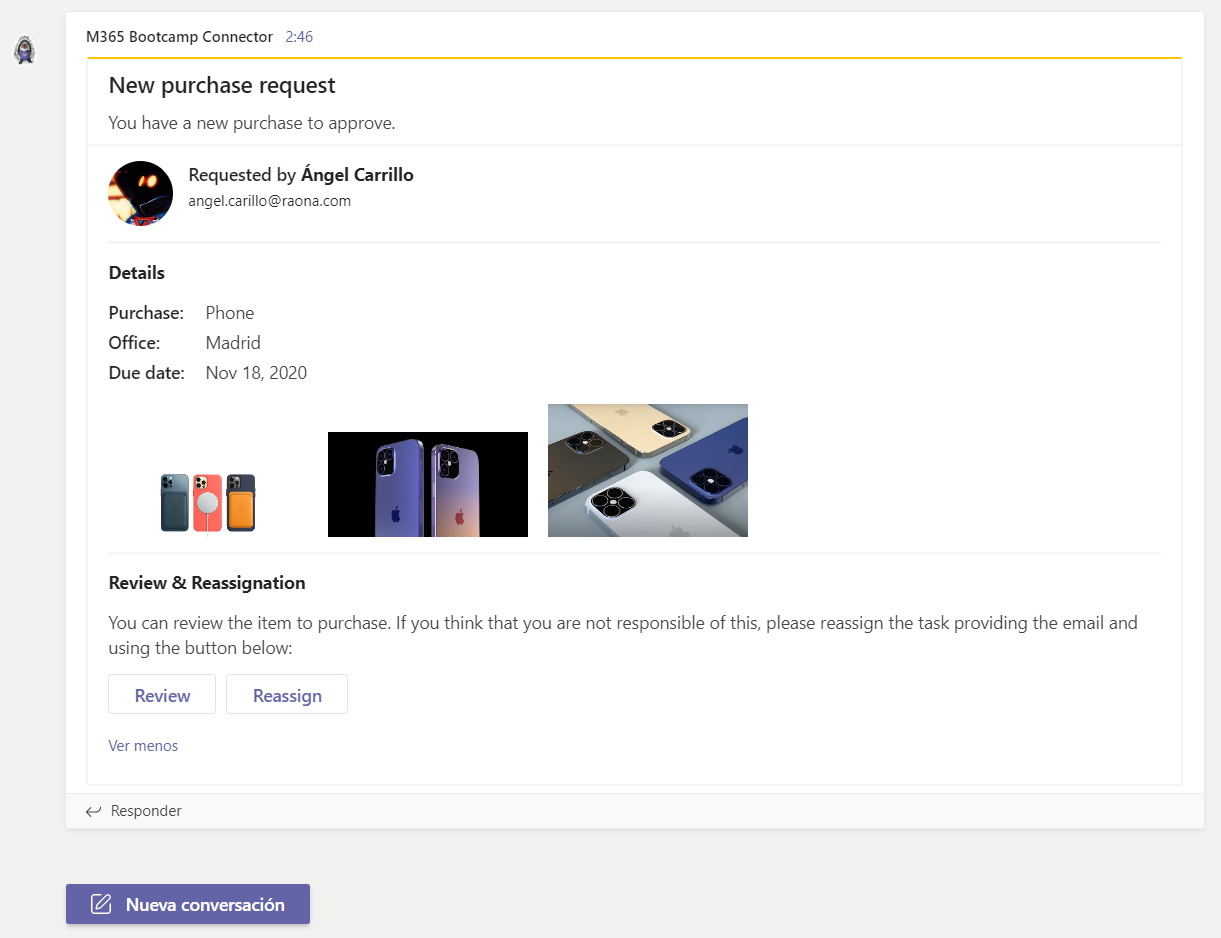 M365 Bootcamp Connector 2:46
New purchase request
You have a new purchase to approve.
Requested by Ángel Carrillo
angel.carillo@raona.com
Details
Purchase: Phone
Office: Madrid
Due date: Nov 18, 2020
Review & Reassignation
You can review the item to purchase. If you think that you are not responsible of this, please reassign the task providing the email and
using the button below:
Review Reassign
Ver menos
Responder
Nueva conversación